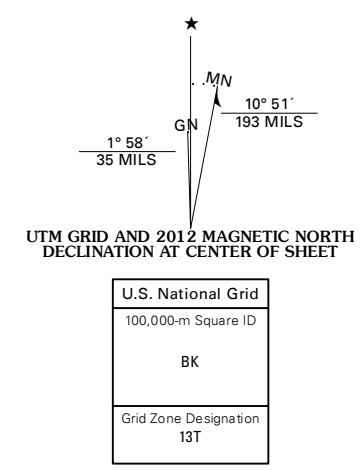 ★
MN
GN
10° 51´
193 MILS
1° 58´
35 MILS
UTM GRID AND 2012 MAGNETIC NORTH
DECLINATION AT CENTER OF SHEET
U.S. National Grid
100,000-m Square ID
BK
Grid Zone Designation
13T